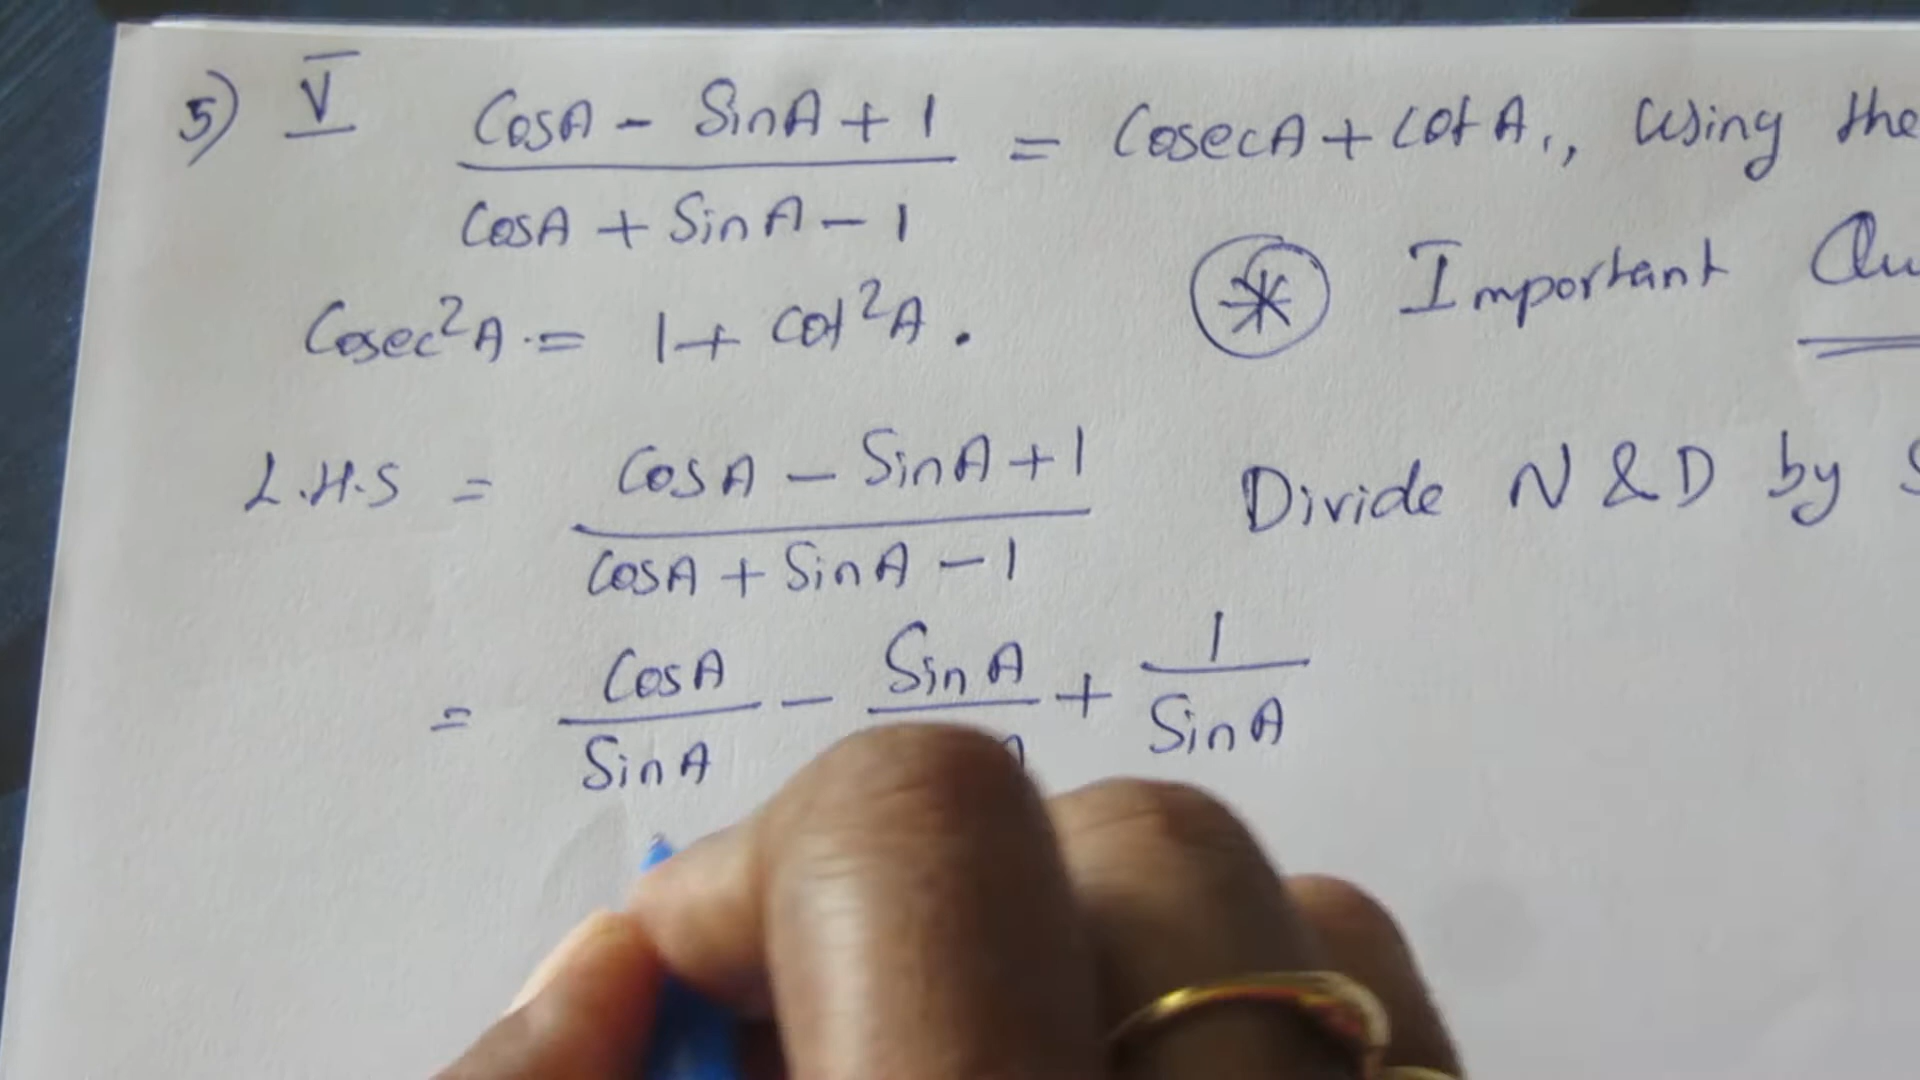 5) V CosA - SinA + 1 / CosA + SinA - 1 = CosecA + cotA., Using the
Cosec²A = 1 + cot²A.
* Important
L.H.S = CosA - SinA + 1 / CosA + SinA - 1 Divide N & D by
= CosA / SinA - SinA / + 1 / SinA